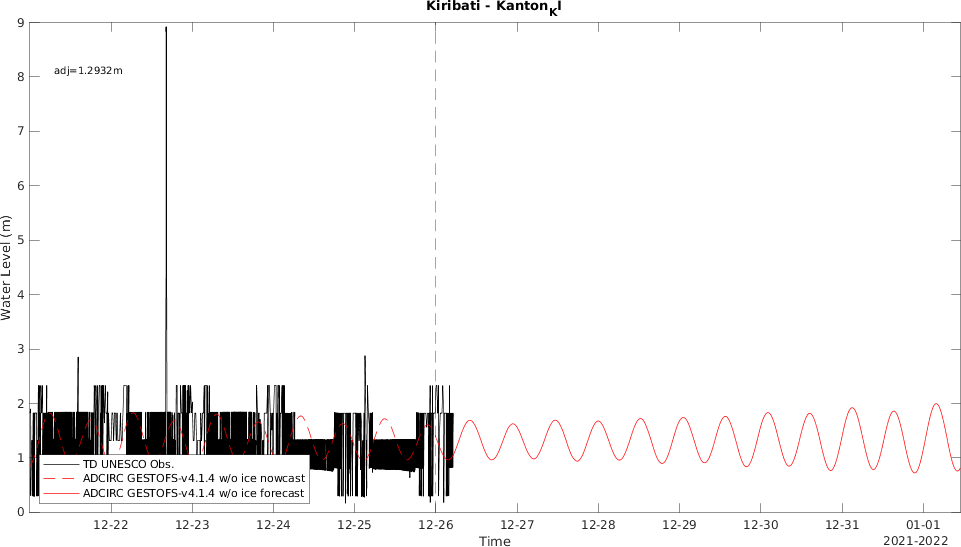 Kiribati - Kanton_KI
adj=1.2932m
9
8
7
6
5
4
3
2
1
0
Water Level (m)
TD UNESCO Obs.
ADCIRC GESTOFS-v4.1.4 w/o ice nowcast
ADCIRC GESTOFS-v4.1.4 w/o ice forecast
12-22 12-23 12-24 12-25 12-26 12-27 12-28 12-29 12-30 12-31 01-01
Time
2021-2022